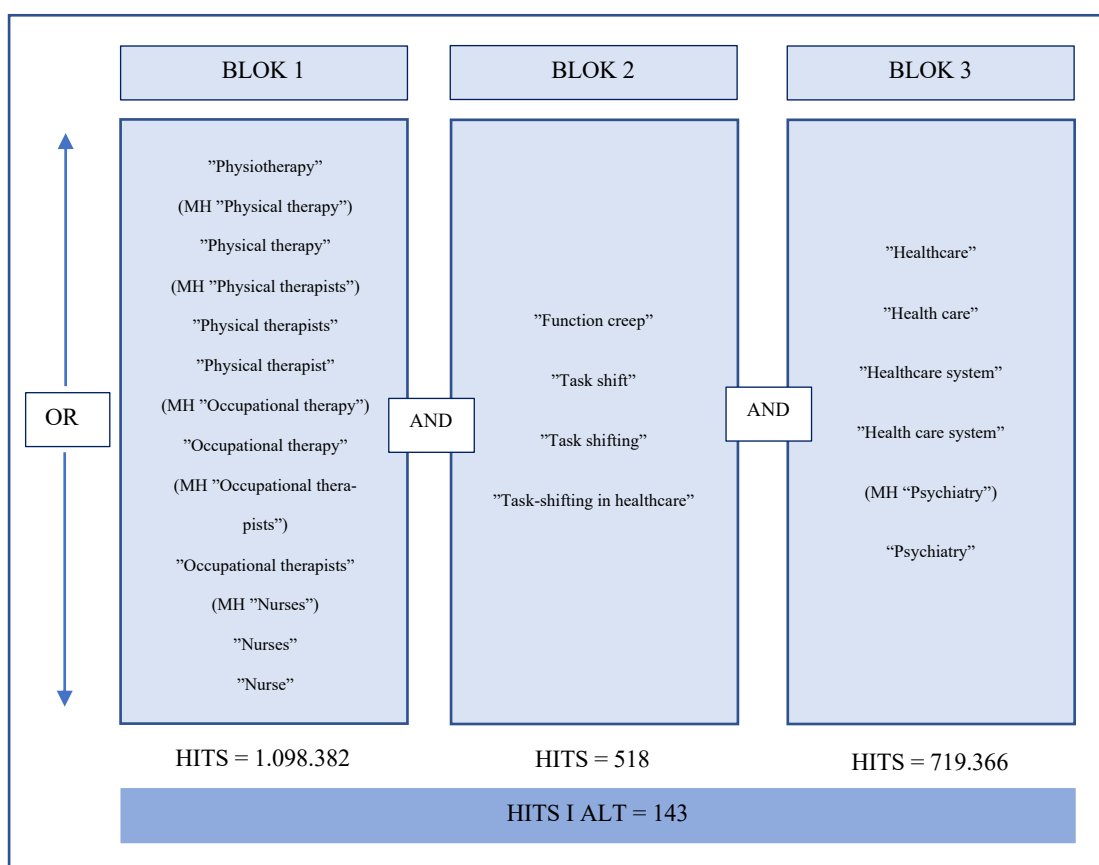 BLOK 1
BLOK 2
BLOK 3
”Physiotherapy”
(MH ”Physical therapy”)
”Physical therapy”
(MH ”Physical therapists”)
”Physical therapists”
”Physical therapist”
(MH ”Occupational therapy”)
”Occupational therapy”
(MH ”Occupational thera-
pists”)
”Occupational therapists”
(MH ”Nurses”)
”Nurses”
”Nurse”
”Function creep”
”Task shift”
”Task shifting”
”Task-shifting in healthcare”
”Healthcare”
”Health care”
”Healthcare system”
”Health care system”
(MH “Psychiatry”)
“Psychiatry”
OR
AND
AND
HITS = 1.098.382
HITS = 518
HITS = 719.366
HITS I ALT = 143